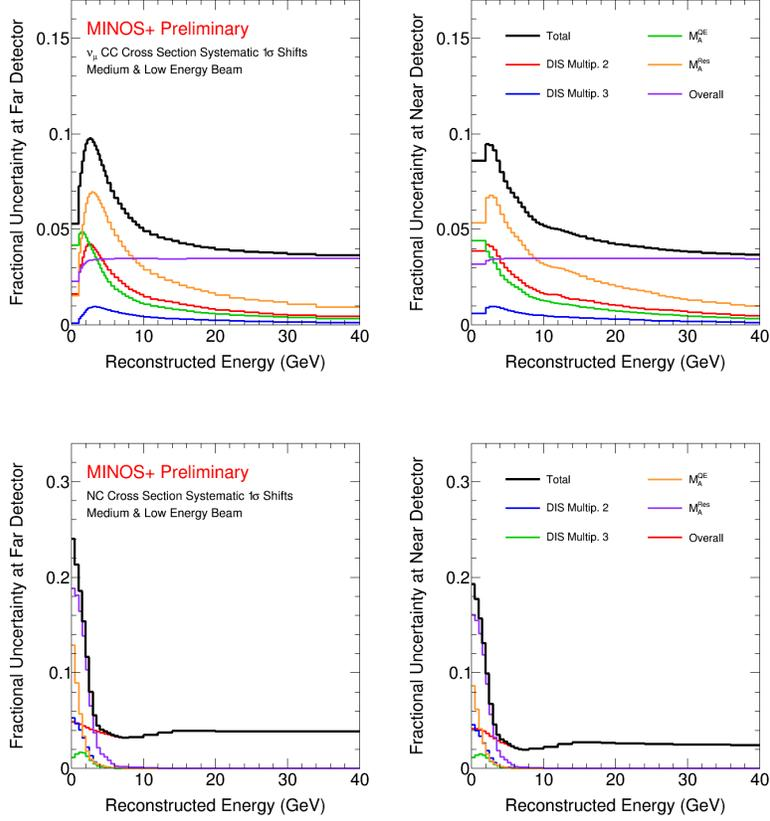 MINOS+ Preliminary
ν_μ CC Cross Section Systematic 1σ Shifts
Medium & Low Energy Beam
Fractional Uncertainty at Far Detector
0.15
0.1
0.05
0
0 10 20 30 40
Reconstructed Energy (GeV)
Total
DIS Multip. 2
DIS Multip. 3
M_A^QE
M_A^Res
Overall
Fractional Uncertainty at Near Detector
0.15
0.1
0.05
0
0 10 20 30 40
Reconstructed Energy (GeV)
MINOS+ Preliminary
NC Cross Section Systematic 1σ Shifts
Medium & Low Energy Beam
Fractional Uncertainty at Far Detector
0.3
0.2
0.1
0
0 10 20 30 40
Reconstructed Energy (GeV)
Total
DIS Multip. 2
DIS Multip. 3
M_A^QE
M_A^Res
Overall
Fractional Uncertainty at Near Detector
0.3
0.2
0.1
0
0 10 20 30 40
Reconstructed Energy (GeV)